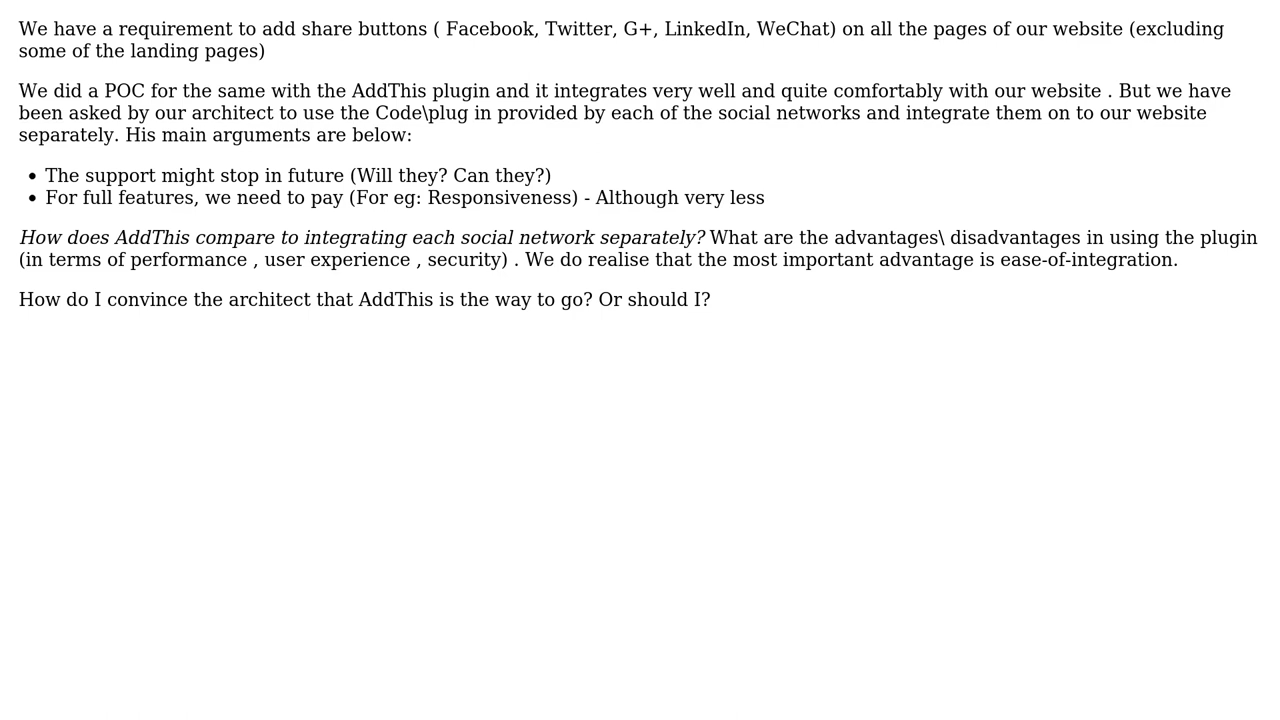 We have a requirement to add share buttons ( Facebook, Twitter, G+, LinkedIn, WeChat) on all the pages of our website (excluding
some of the landing pages)
We did a POC for the same with the AddThis plugin and it integrates very well and quite comfortably with our website . But we have
been asked by our architect to use the Code\plug in provided by each of the social networks and integrate them on to our website
separately. His main arguments are below:
• The support might stop in future (Will they? Can they?)
• For full features, we need to pay (For eg: Responsiveness) - Although very less
How does AddThis compare to integrating each social network separately? What are the advantages\ disadvantages in using the plugin
(in terms of performance , user experience , security) . We do realise that the most important advantage is ease-of-integration.
How do I convince the architect that AddThis is the way to go? Or should I?